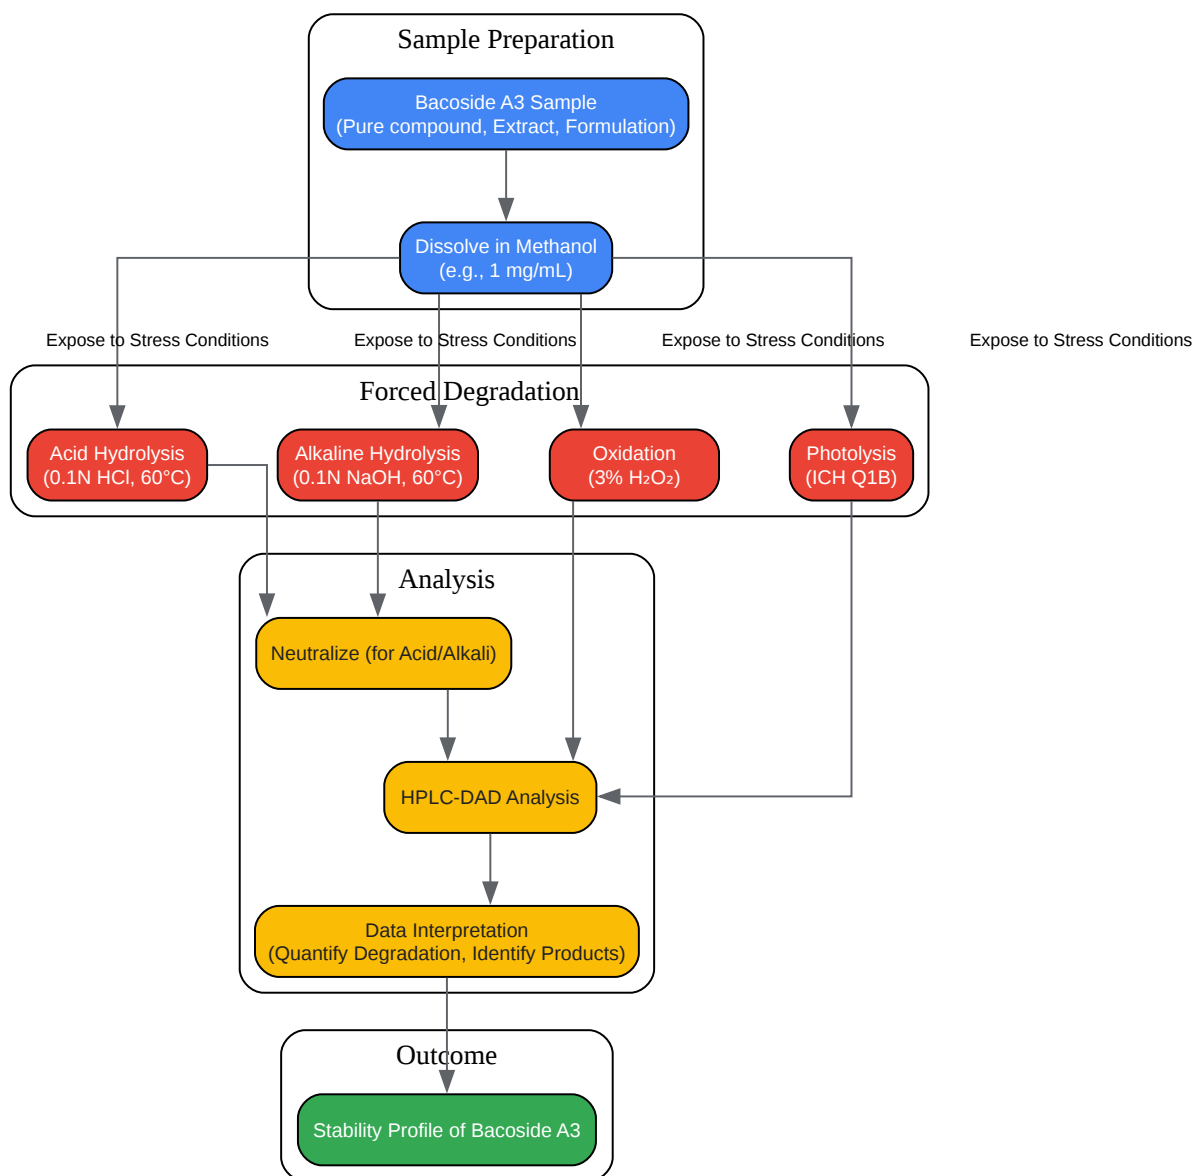 Sample Preparation
Bacoside A3 Sample
(Pure compound, Extract, Formulation)
Dissolve in Methanol
(e.g., 1 mg/mL)
Expose to Stress Conditions
Expose to Stress Conditions
Expose to Stress Conditions
Expose to Stress Conditions
Forced Degradation
Acid Hydrolysis
(0.1N HCl, 60°C)
Alkaline Hydrolysis
(0.1N NaOH, 60°C)
Oxidation
(3% H₂O₂)
Photolysis
(ICH Q1B)
Analysis
Neutralize (for Acid/Alkali)
HPLC-DAD Analysis
Data Interpretation
(Quantify Degradation, Identify Products)
Outcome
Stability Profile of Bacoside A3